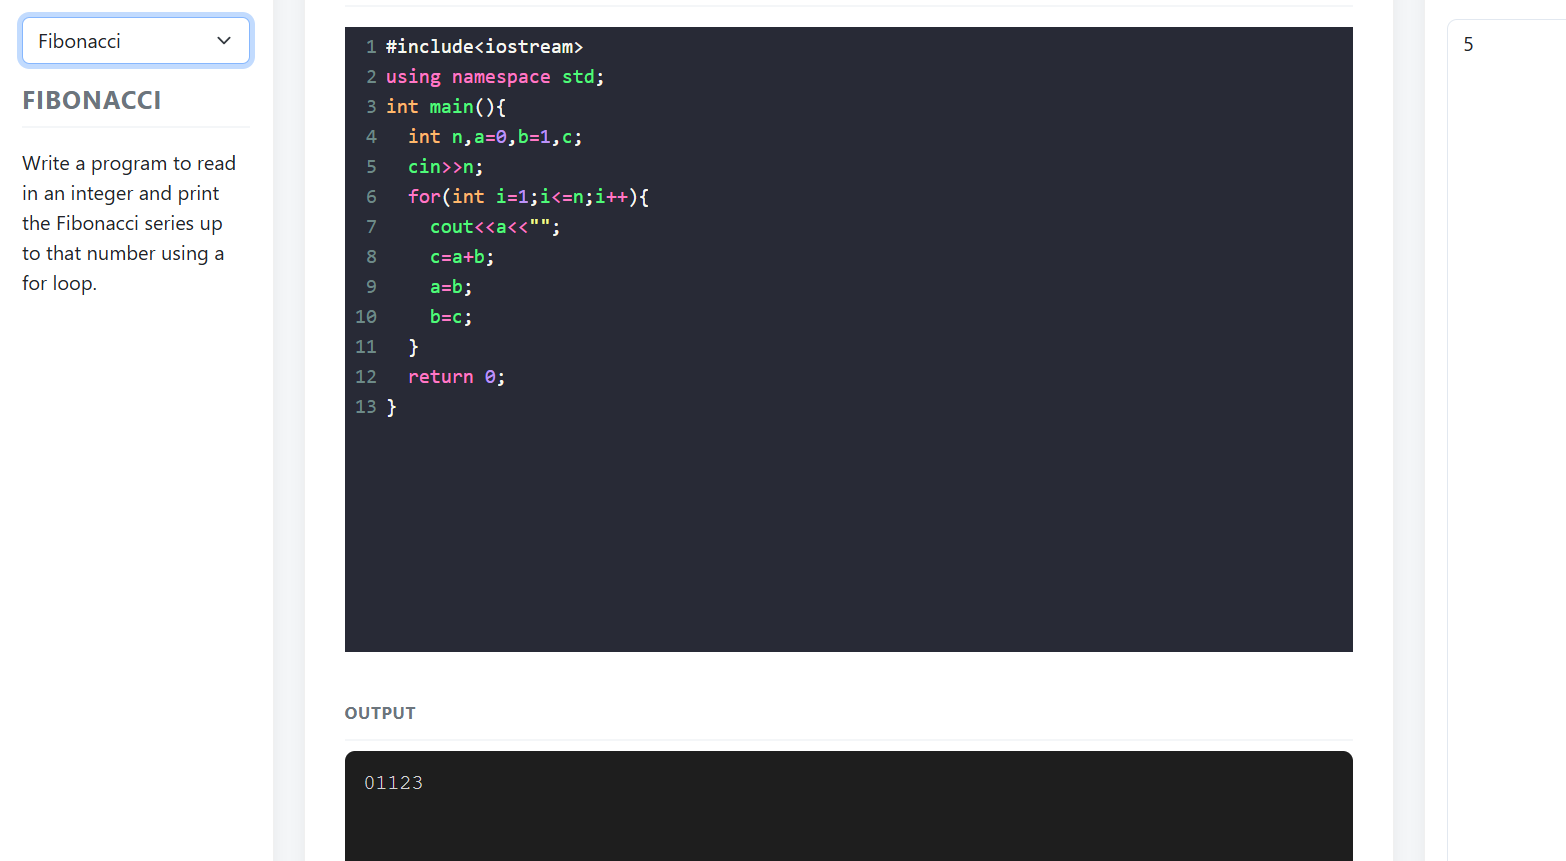 Fibonacci
FIBONACCI
Write a program to read
in an integer and print
the Fibonacci series up
to that number using a
for loop.
1 #include<iostream>
2 using namespace std;
3 int main(){
4   int n,a=0,b=1,c;
5   cin>>n;
6   for(int i=1;i<=n;i++){
7     cout<<a<<"";
8     c=a+b;
9     a=b;
10     b=c;
11   }
12   return 0;
13 }
OUTPUT
01123
5